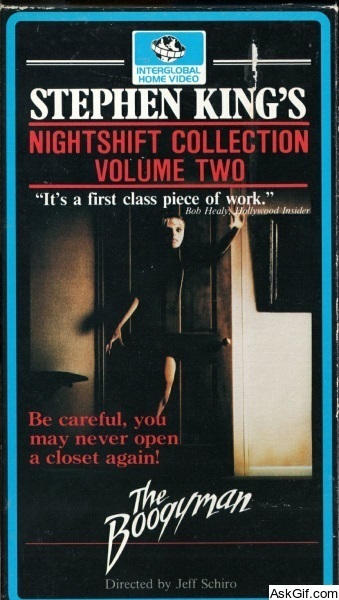 INTERGLOBAL
HOME VIDEO
STEPHEN KING'S
NIGHTSHIFT COLLECTION
VOLUME TWO
“It’s a first class piece of work.”
Bob Healy, Hollywood Insider
Be careful, you
may never open
a closet again!
The
Boogyman
Directed by Jeff Schiro
AskGif.com